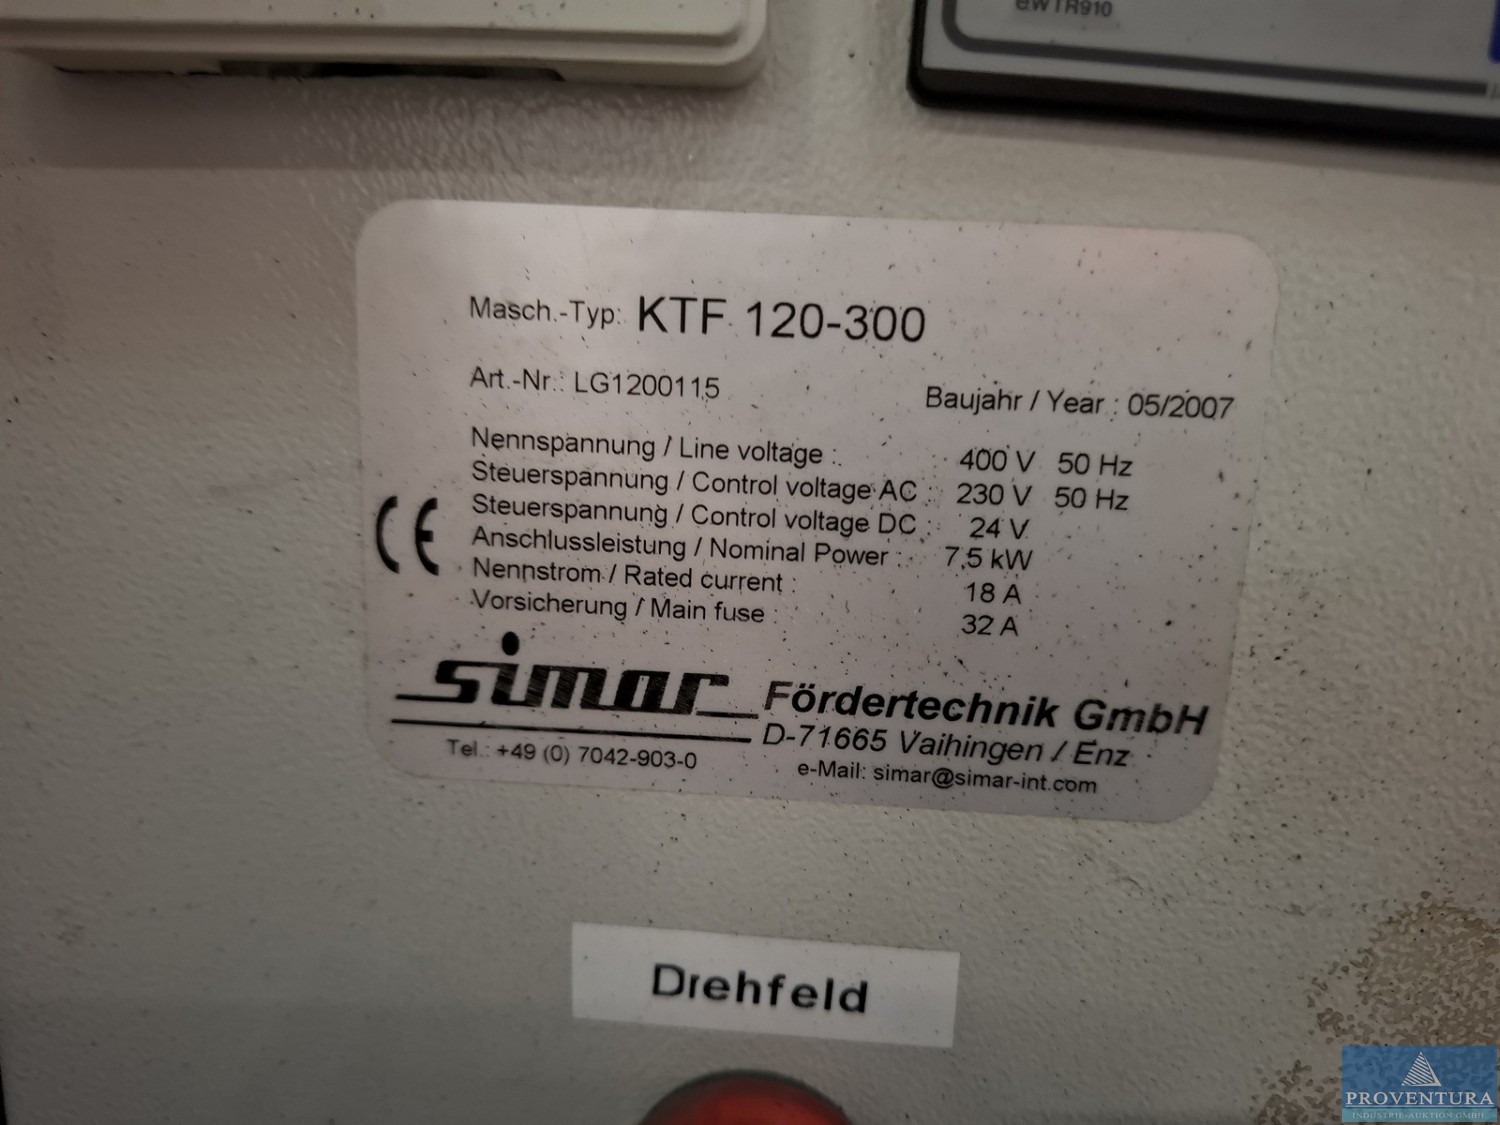 eWTR910
Masch.-Typ: KTF 120-300
Art.-Nr.: LG1200115
Baujahr / Year : 05/2007
Nennspannung / Line voltage : 400 V 50 Hz
Steuerspannung / Control voltage AC : 230 V 50 Hz
Steuerspannung / Control voltage DC : 24 V
Anschlussleistung / Nominal Power : 7,5 kW
Nennstrom / Rated current : 18 A
Vorsicherung / Main fuse : 32 A
CE
simar Fördertechnik GmbH
D-71665 Vaihingen / Enz
Tel.: +49 (0) 7042-903-0
e-Mail: simar@simar-int.com
Drehfeld
PROVENTURA
INDUSTRIE-AUKTION GMBH